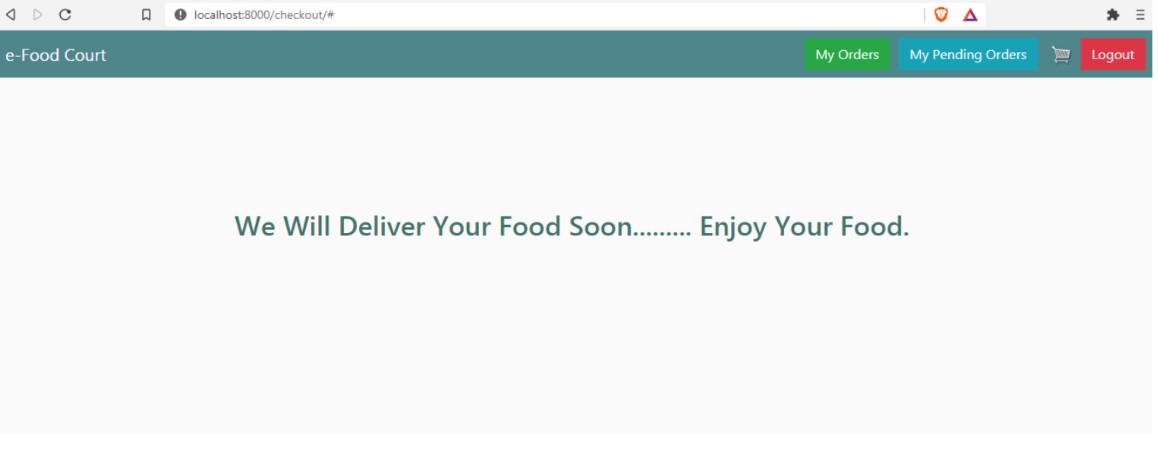 localhost:8000/checkout/#
e-Food Court
My Orders
My Pending Orders
Logout
We Will Deliver Your Food Soon......... Enjoy Your Food.